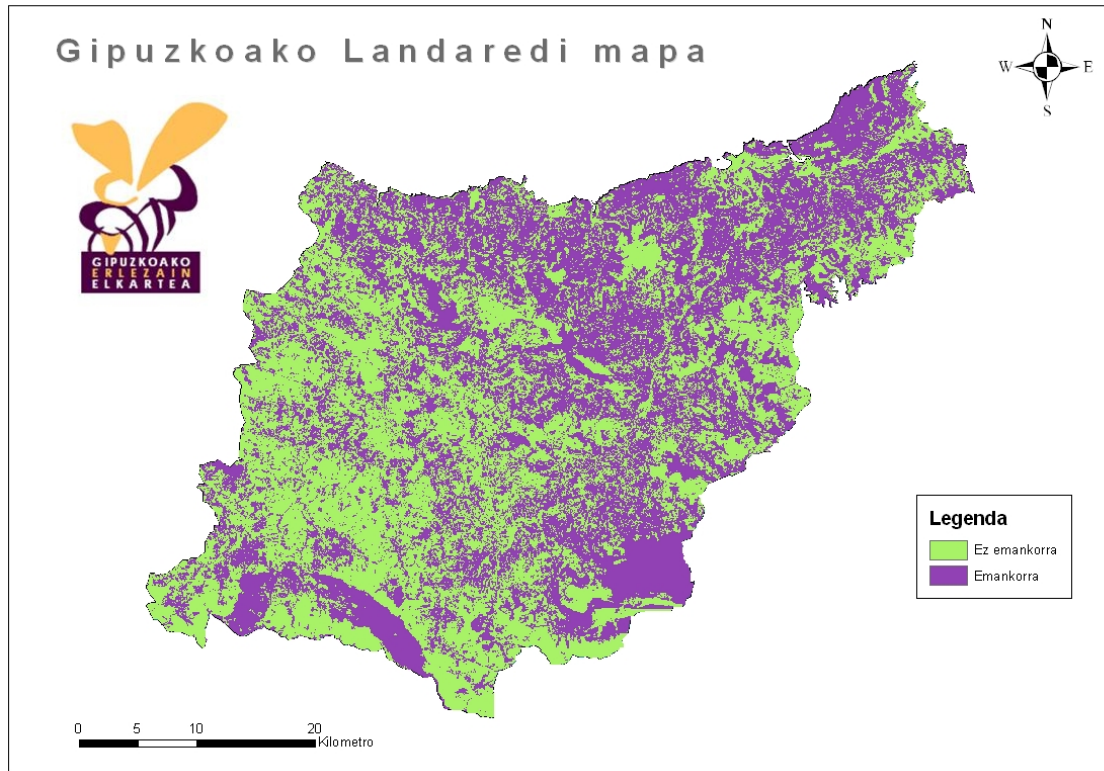 Gipuzkoako Landaredi mapa
N
W E
S
GIPUZKOAKO
ERLEZAIN
ELKARTEA
Legenda
Ez emankorra
Emankorra
0 5 10 20
Kilometro